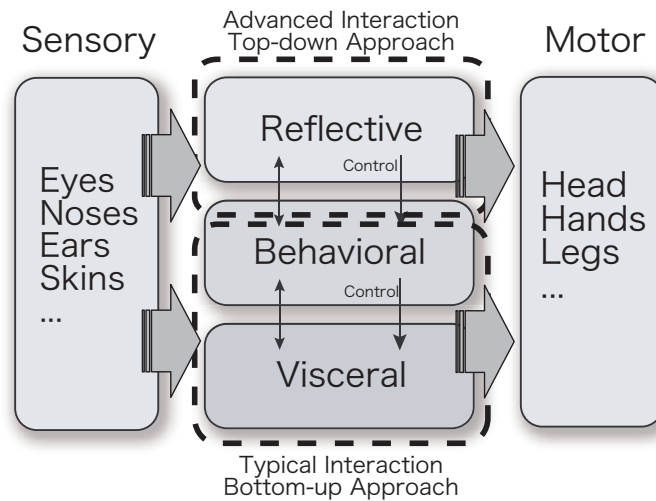 Sensory
Advanced Interaction
Top-down Approach
Motor
Reflective
Control
Eyes
Noses
Ears
Skins
...
Head
Hands
Legs
...
Behavioral
Control
Visceral
Typical Interaction
Bottom-up Approach